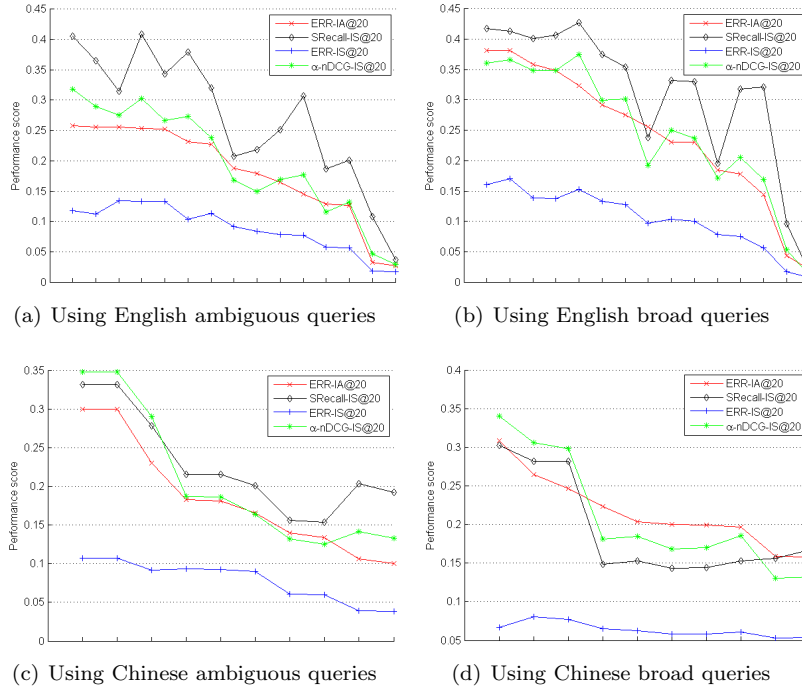 0.45
0.4
0.35
0.3
0.25
0.2
0.15
0.1
0.05
0
Performance score
ERR-IA@20
SRecall-IS@20
ERR-IS@20
α-nDCG-IS@20
(a) Using English ambiguous queries
0.45
0.4
0.35
0.3
0.25
0.2
0.15
0.1
0.05
0
Performance score
ERR-IA@20
SRecall-IS@20
ERR-IS@20
α-nDCG-IS@20
(b) Using English broad queries
0.35
0.3
0.25
0.2
0.15
0.1
0.05
0
Performance score
ERR-IA@20
SRecall-IS@20
ERR-IS@20
α-nDCG-IS@20
(c) Using Chinese ambiguous queries
0.4
0.35
0.3
0.25
0.2
0.15
0.1
0.05
Performance score
ERR-IA@20
SRecall-IS@20
ERR-IS@20
α-nDCG-IS@20
(d) Using Chinese broad queries